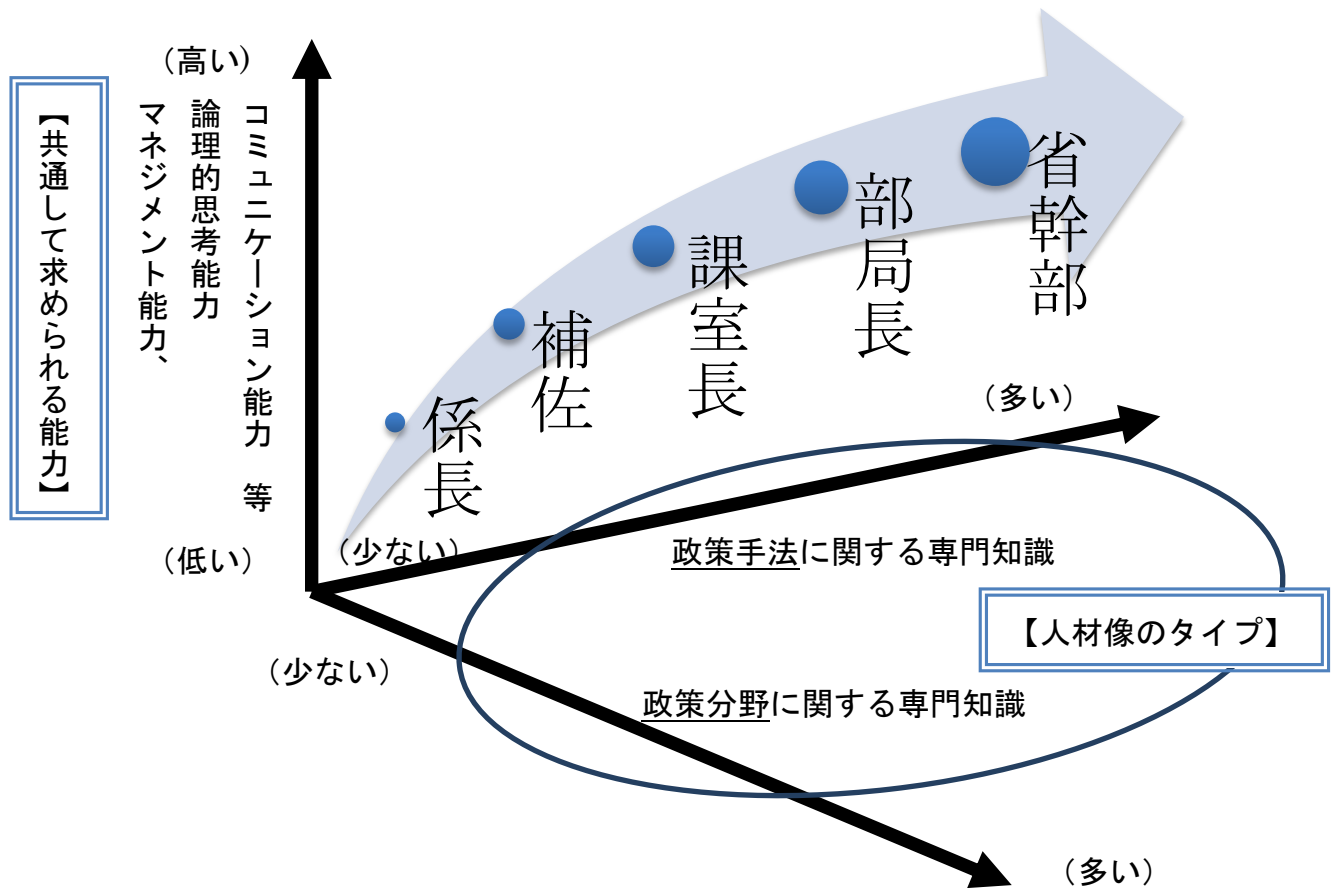 【共通して求められる能力】
（高い）
コミュニケーション能力　等
論理的思考能力
マネジメント能力、
（低い）
係長
補佐
課室長
部局長
省幹部
（少ない）
（多い）
政策手法に関する専門知識
【人材像のタイプ】
（少ない）
政策分野に関する専門知識
（多い）